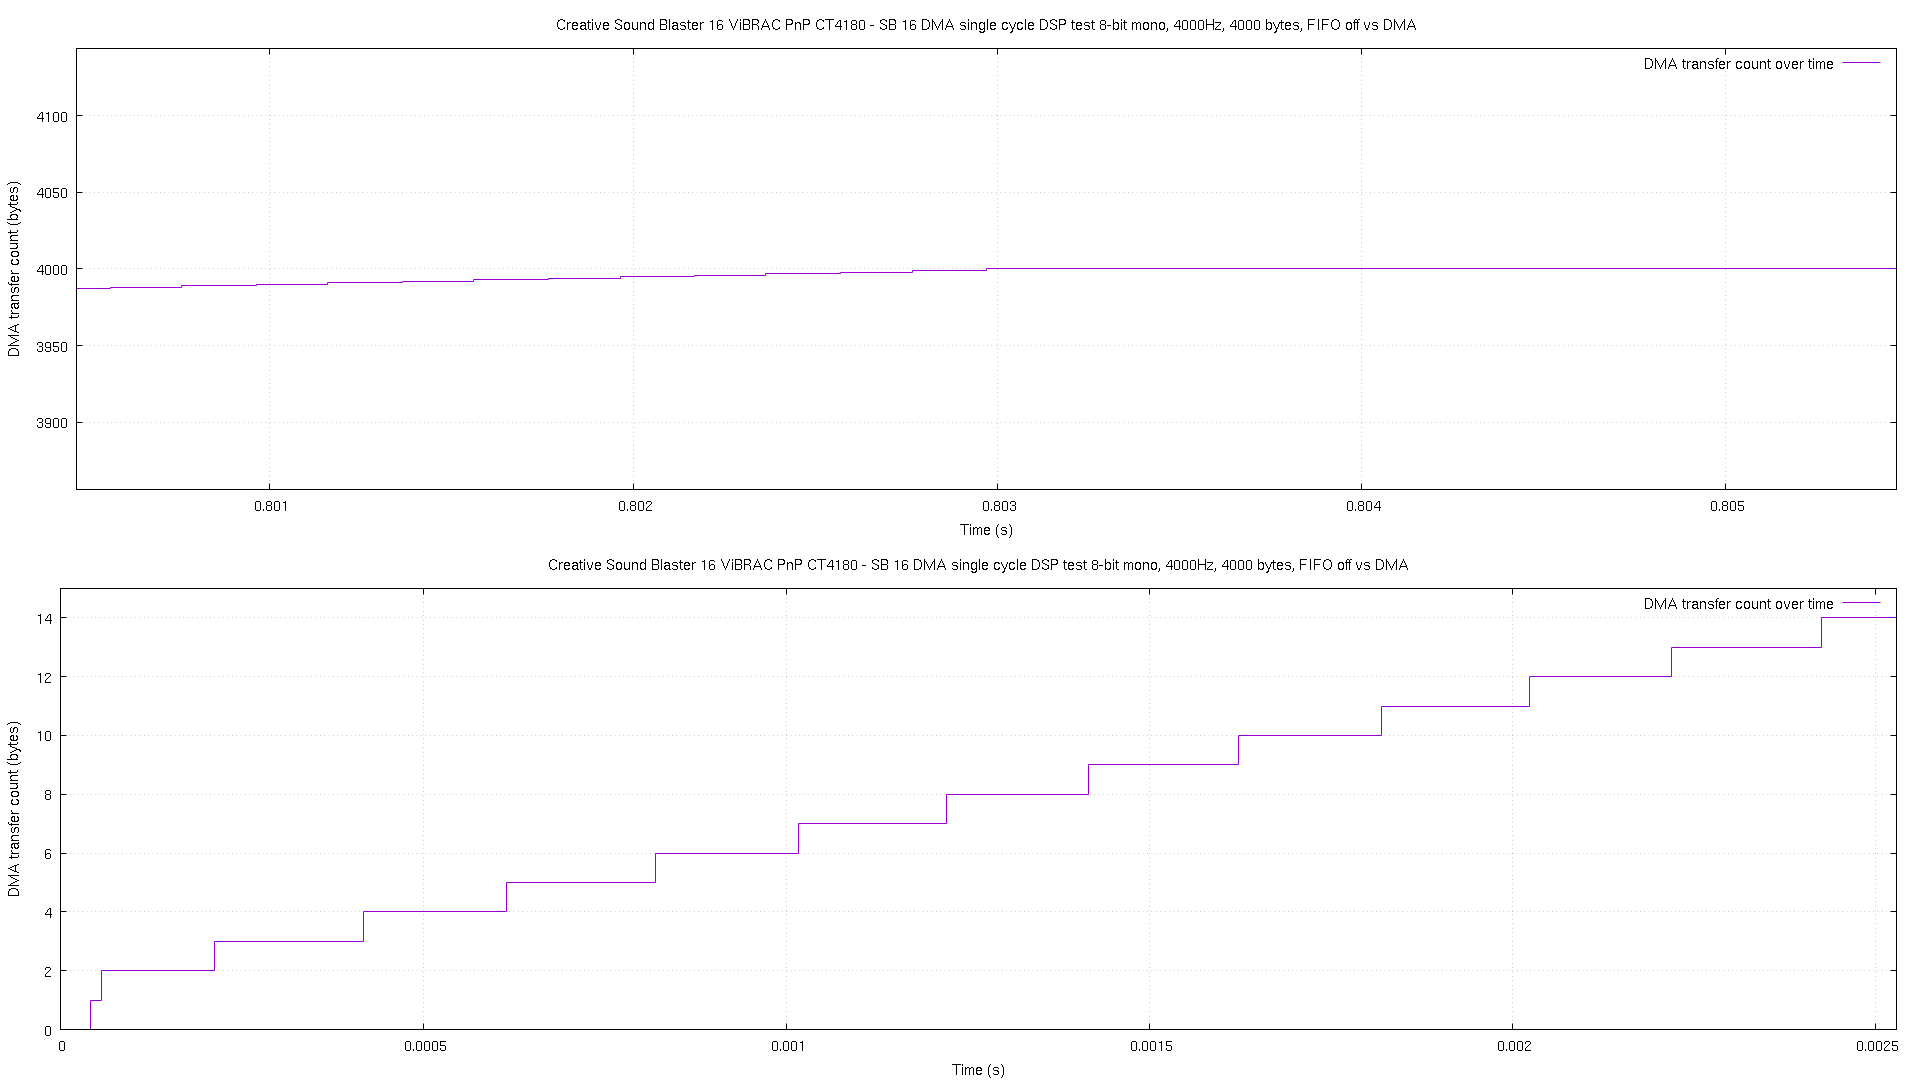 Creative Sound Blaster 16 ViBRAC PnP CT4180 - SB 16 DMA single cycle DSP test 8-bit mono, 4000Hz, 4000 bytes, FIFO off vs DMA
DMA transfer count over time
4100
4050
4000
3950
3900
DMA transfer count (bytes)
0.801 0.802 0.803 0.804 0.805
Time (s)
Creative Sound Blaster 16 ViBRAC PnP CT4180 - SB 16 DMA single cycle DSP test 8-bit mono, 4000Hz, 4000 bytes, FIFO off vs DMA
DMA transfer count over time
14
12
10
8
6
4
2
0
DMA transfer count (bytes)
0 0.0005 0.001 0.0015 0.002 0.0025
Time (s)